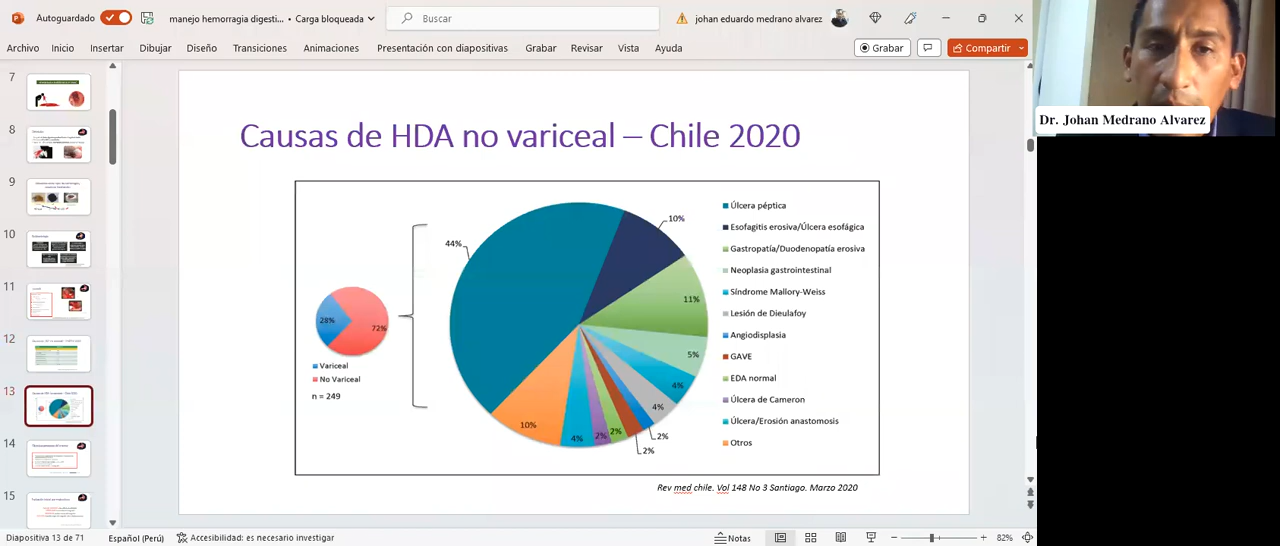 Autoguardado
manejo hemorragia digesti... • Carga bloqueada
Buscar
johan eduardo medrano alvarez
Archivo Inicio Insertar Dibujar Diseño Transiciones Animaciones Presentación con diapositivas Grabar Revisar Vista Ayuda
Grabar
Compartir
Dr. Johan Medrano Alvarez
7
8
9
10
11
12
13
14
15
Causas de HDA no variceal – Chile 2020
28%
72%
Variceal
No Variceal
n = 249
44%
10%
11%
5%
4%
4%
2%
2%
2%
2%
4%
10%
Úlcera péptica
Esofagitis erosiva/Úlcera esofágica
Gastropatía/Duodenopatía erosiva
Neoplasia gastrointestinal
Síndrome Mallory-Weiss
Lesión de Dieulafoy
Angiodisplasia
GAVE
EDA normal
Úlcera de Cameron
Úlcera/Erosión anastomosis
Otros
Rev med chile. Vol 148 No 3 Santiago. Marzo 2020
Diapositiva 13 de 71
Español (Perú)
Accesibilidad: es necesario investigar
Notas
82%